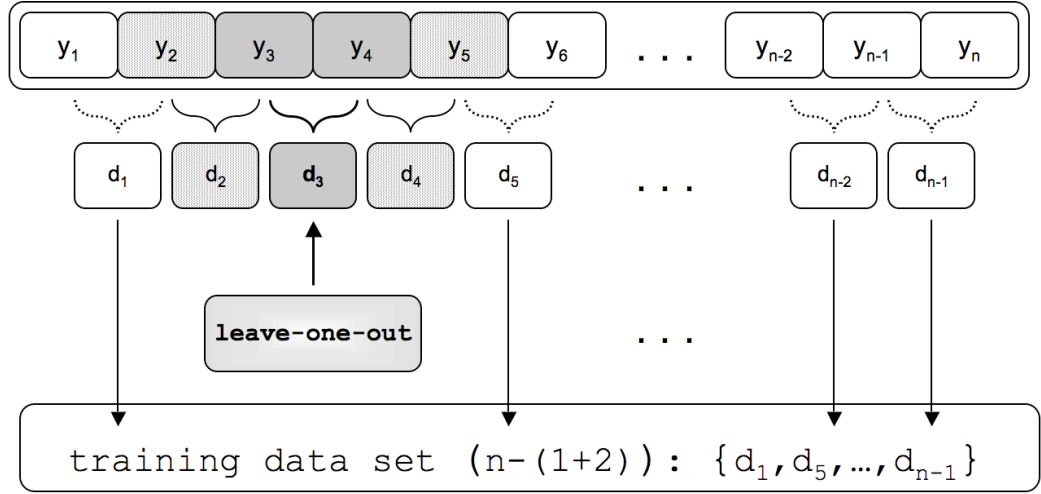 y₁ y₂ y₃ y₄ y₅ y₆ . . . yₙ₋₂ yₙ₋₁ yₙ
d₁ d₂ d₃ d₄ d₅ . . . dₙ₋₂ dₙ₋₁
leave-one-out . . .
training data set (n-(1+2)): {d₁,d₅,…,dₙ₋₁}